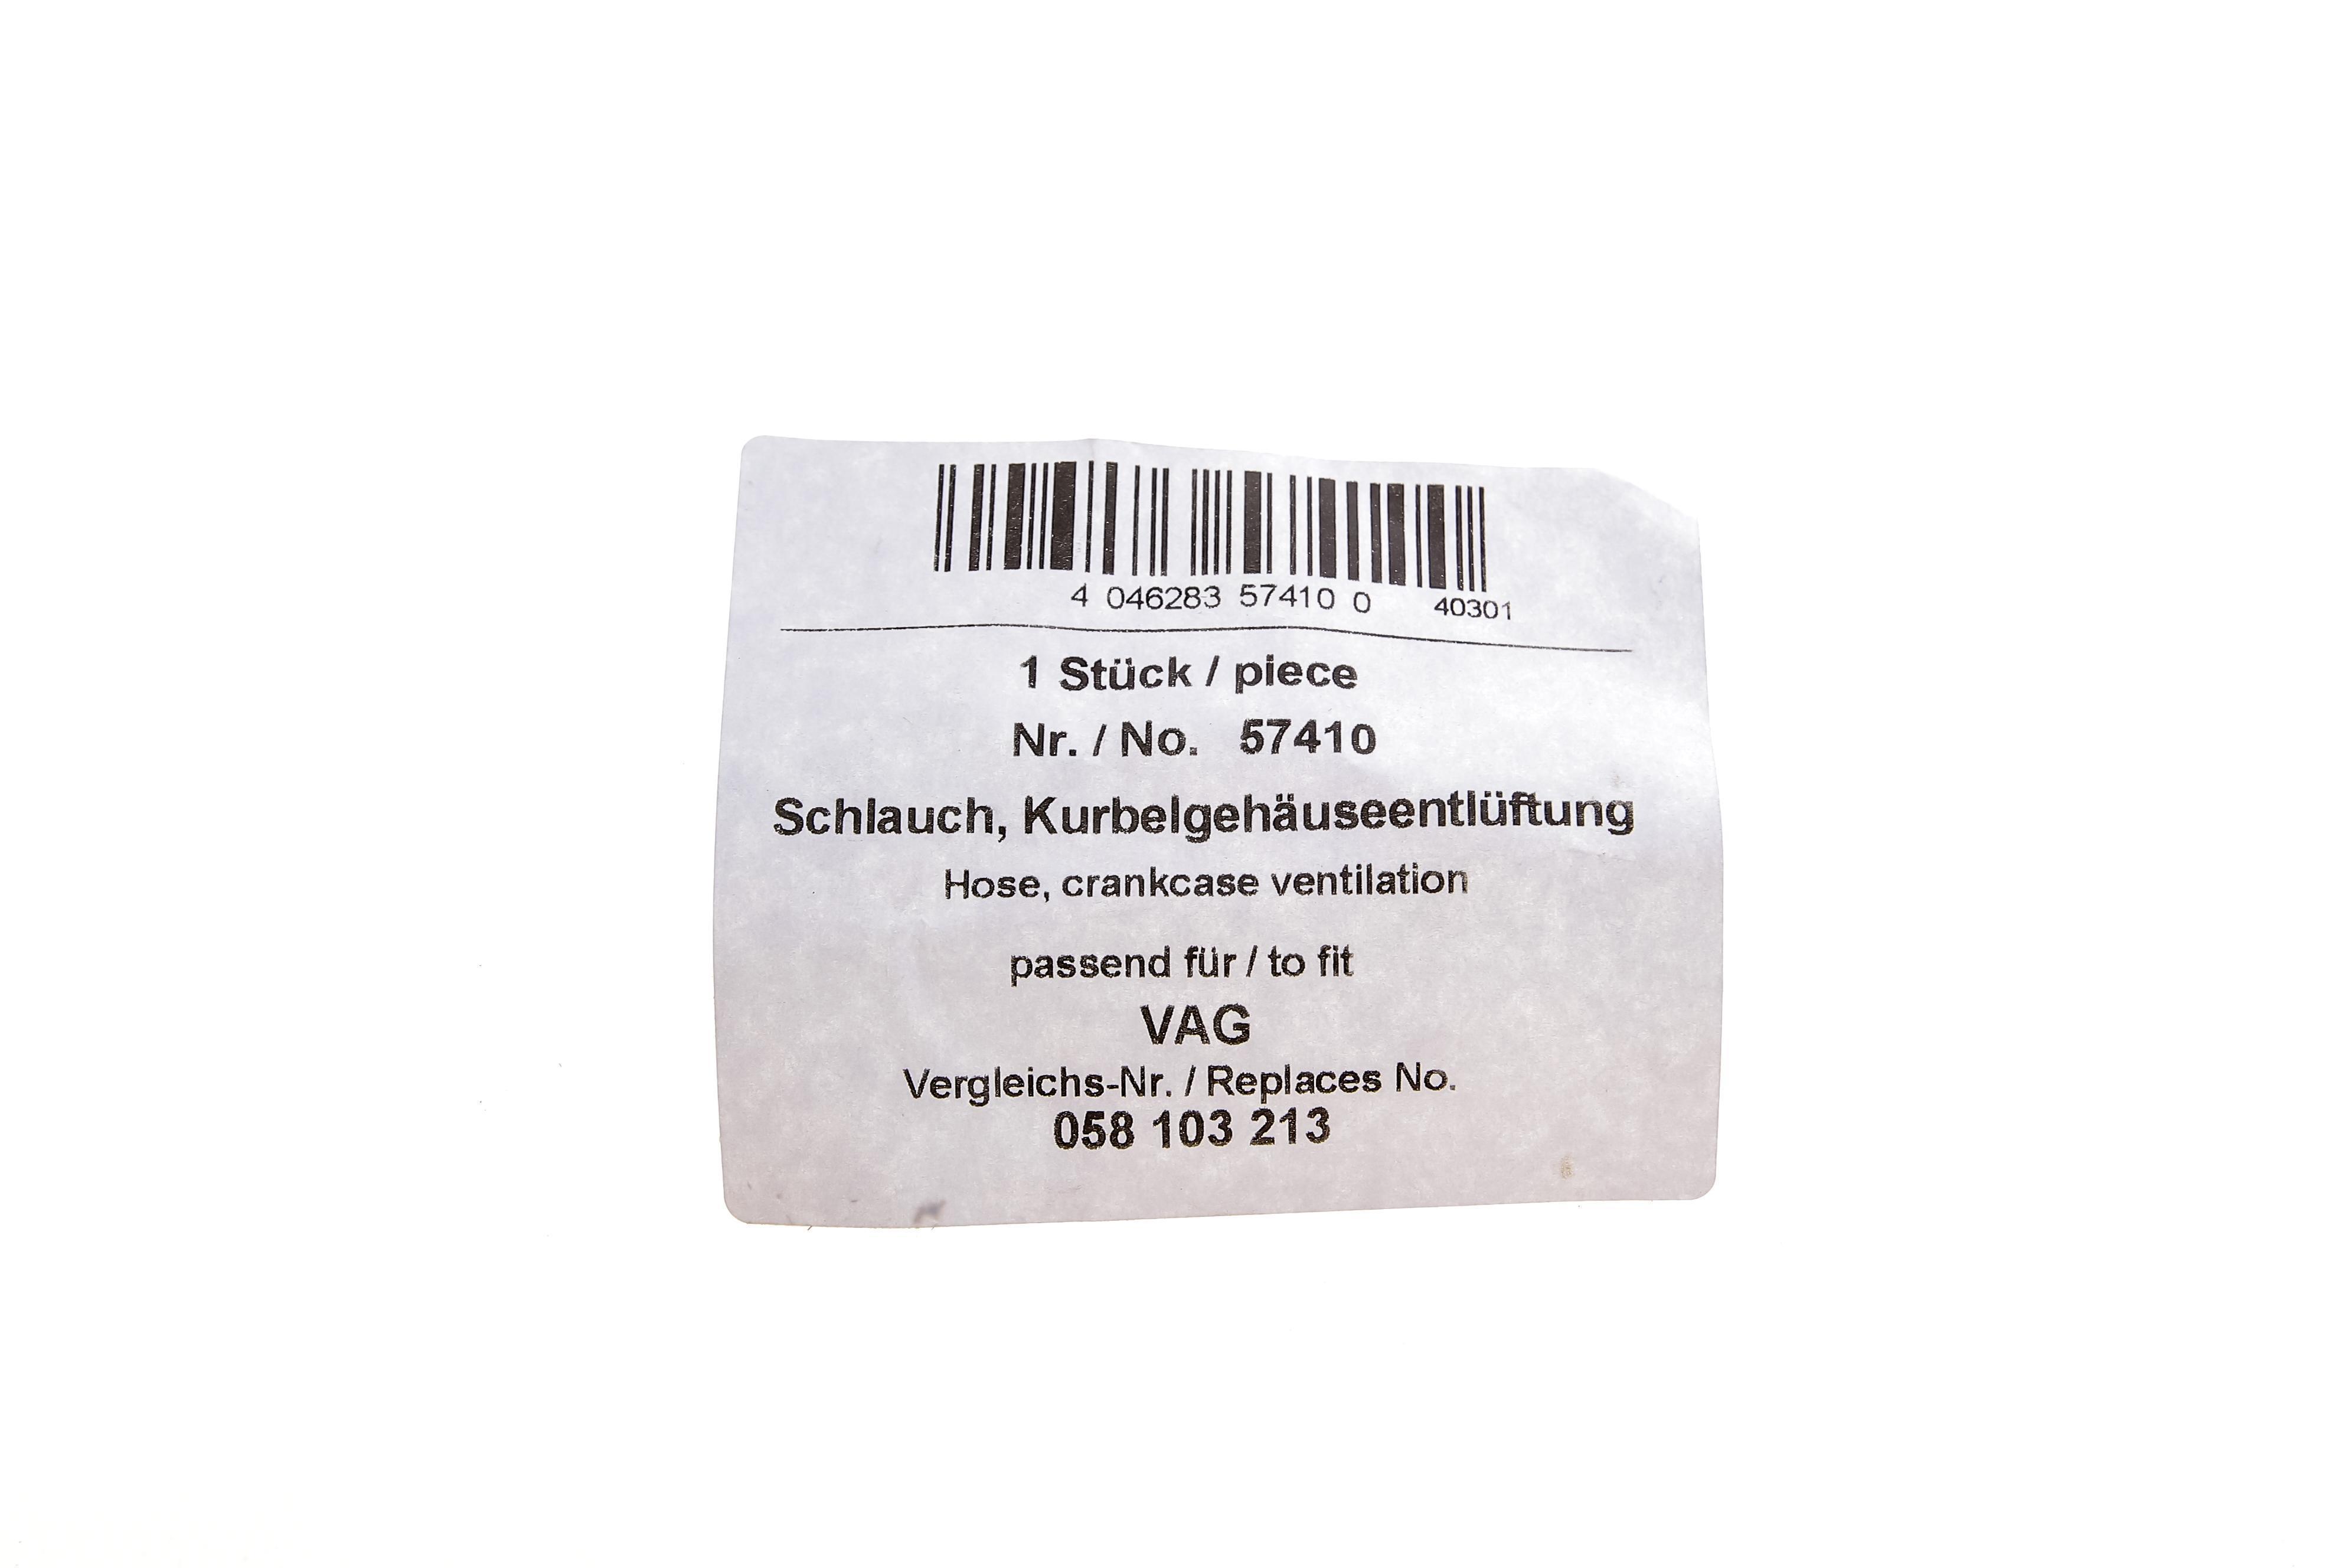 4 046283 57410 0 40301
1 Stück / piece
Nr. / No. 57410
Schlauch, Kurbelgehäuseentlüftung
Hose, crankcase ventilation
passend für / to fit
VAG
Vergleichs-Nr. / Replaces No.
058 103 213